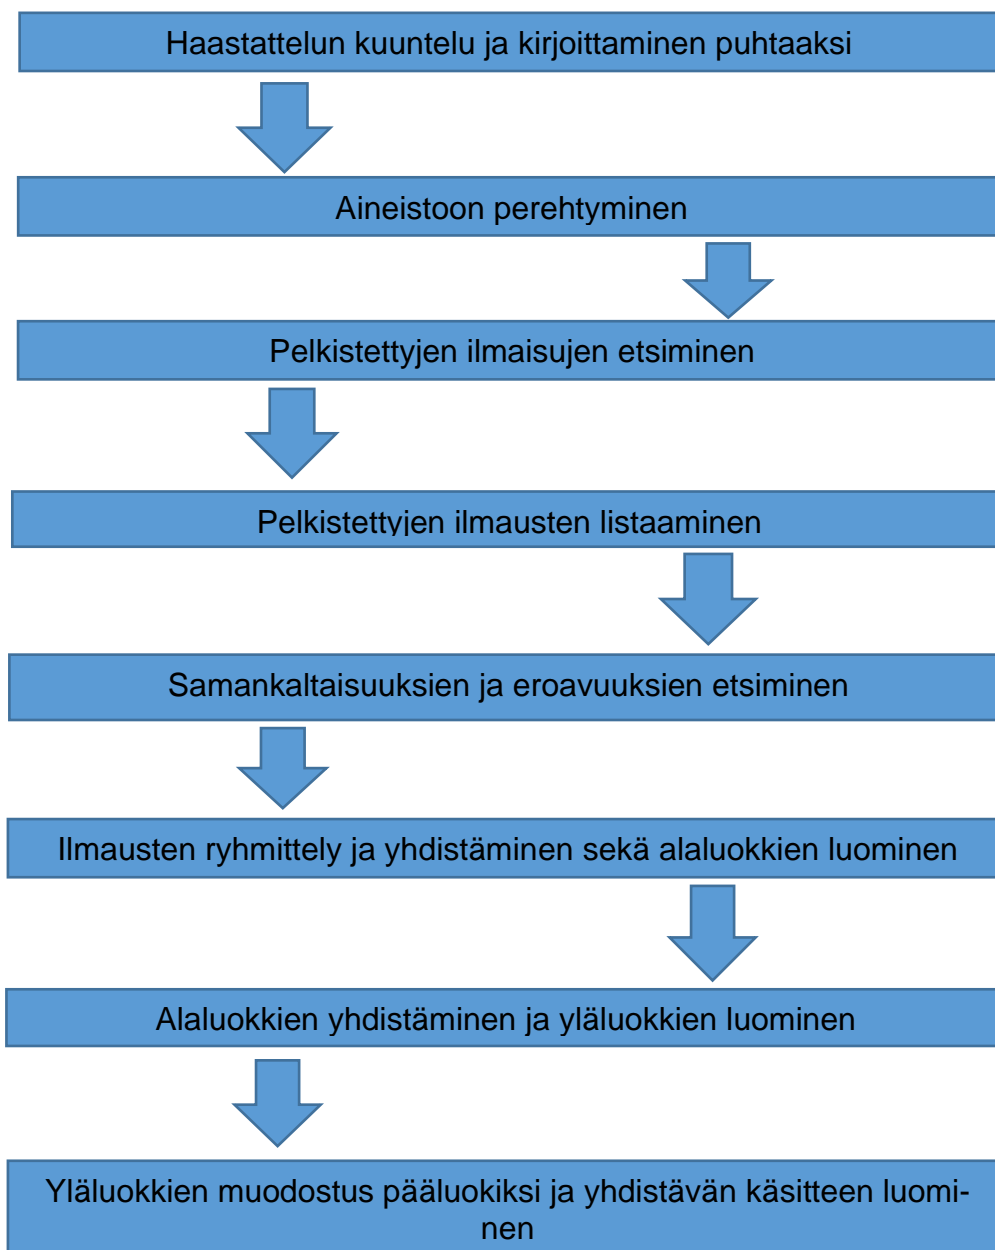 Haastattelun kuuntelu ja kirjoittaminen puhtaaksi
Aineistoon perehtyminen
Pelkistettyjen ilmaisujen etsiminen
Pelkistettyjen ilmausten listaaminen
Samankaltaisuuksien ja eroavuuksien etsiminen
Ilmausten ryhmittely ja yhdistäminen sekä alaluokkien luominen
Alaluokkien yhdistäminen ja yläluokkien luominen
Yläluokkien muodostus pääluokiksi ja yhdistävän käsitteen luomi-
nen